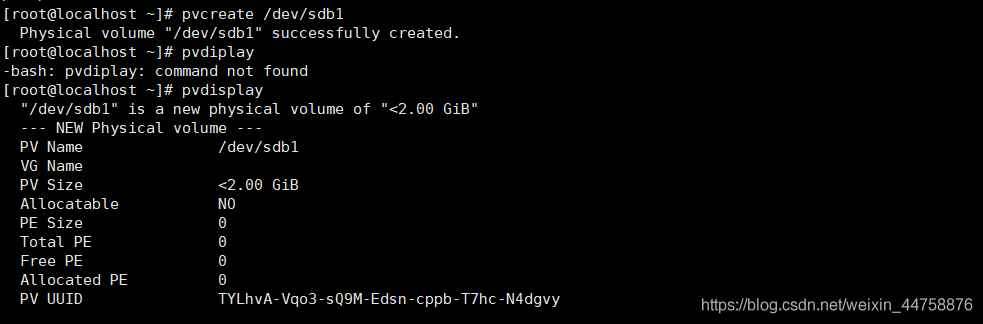 [root@localhost ~]# pvcreate /dev/sdb1
  Physical volume "/dev/sdb1" successfully created.
[root@localhost ~]# pvdiplay
-bash: pvdiplay: command not found
[root@localhost ~]# pvdisplay
  "/dev/sdb1" is a new physical volume of "<2.00 GiB"
  --- NEW Physical volume ---
  PV Name               /dev/sdb1
  VG Name
  PV Size               <2.00 GiB
  Allocatable           NO
  PE Size               0
  Total PE              0
  Free PE               0
  Allocated PE          0
  PV UUID               TYLhvA-Vqo3-sQ9M-Edsn-cppb-T7hc-N4dgvy
https://blog.csdn.net/weixin_44758876